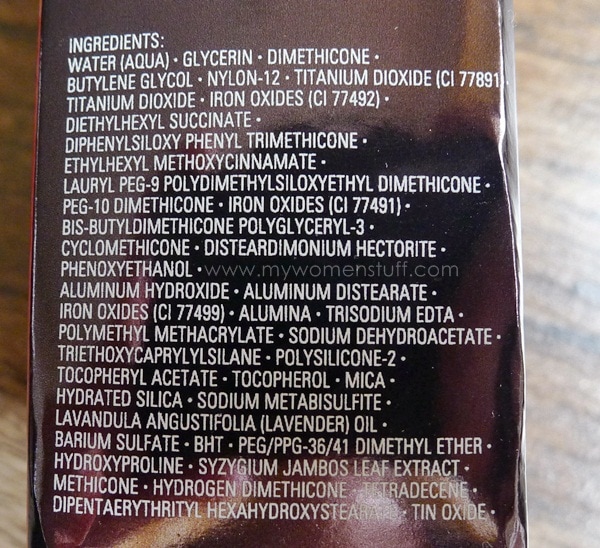 INGREDIENTS:
WATER (AQUA) · GLYCERIN · DIMETHICONE ·
BUTYLENE GLYCOL · NYLON-12 · TITANIUM DIOXIDE (CI 77891)
TITANIUM DIOXIDE · IRON OXIDES (CI 77492) ·
DIETHYLHEXYL SUCCINATE ·
DIPHENYLSILOXY PHENYL TRIMETHICONE ·
ETHYLHEXYL METHOXYCINNAMATE ·
LAURYL PEG-9 POLYDIMETHYLSILOXYETHYL DIMETHICONE ·
PEG-10 DIMETHICONE · IRON OXIDES (CI 77491) ·
BIS-BUTYLDIMETHICONE POLYGLYCERYL-3 ·
CYCLOMETHICONE · DISTEARDIMONIUM HECTORITE ·
PHENOXYETHANOL · www.mywomenstuff.com
ALUMINUM HYDROXIDE · ALUMINUM DISTEARATE ·
IRON OXIDES (CI 77499) · ALUMINA · TRISODIUM EDTA ·
POLYMETHYL METHACRYLATE · SODIUM DEHYDROACETATE ·
TRIETHOXYCAPRYLYLSILANE · POLYSILICONE-2 ·
TOCOPHERYL ACETATE · TOCOPHEROL · MICA ·
HYDRATED SILICA · SODIUM METABISULFITE ·
LAVANDULA ANGUSTIFOLIA (LAVENDER) OIL ·
BARIUM SULFATE · BHT · PEG/PPG-36/41 DIMETHYL ETHER ·
HYDROXYPROLINE · SYZYGIUM JAMBOS LEAF EXTRACT ·
METHICONE · HYDROGEN DIMETHICONE · TETRADECENE ·
DIPENTAERYTHRITYL HEXAHYDROXYSTEARATE · TIN OXIDE ·